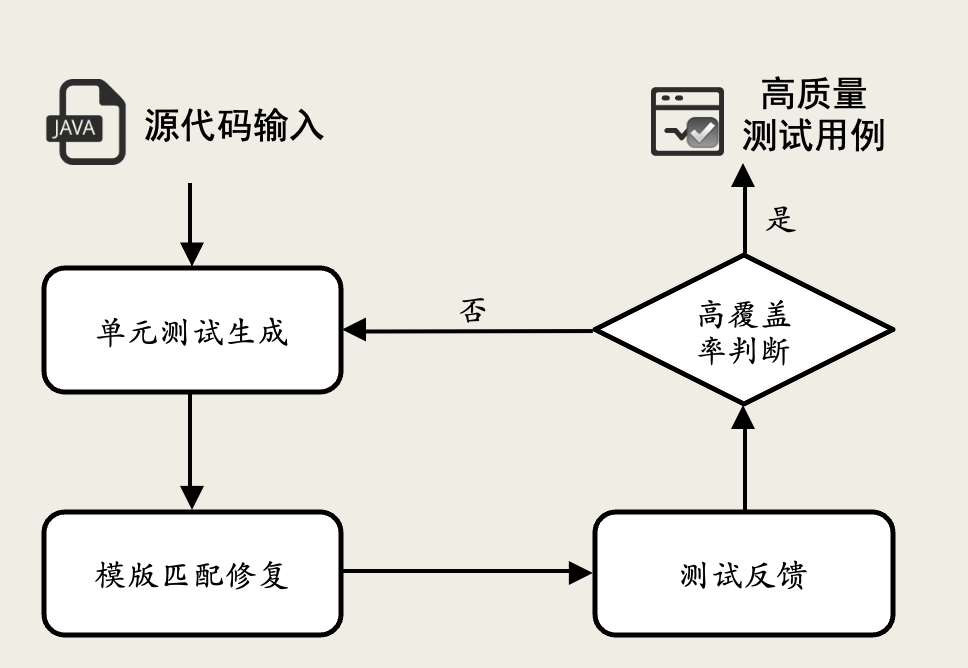 JAVA
源代码输入
高质量
测试用例
是
单元测试生成
否
高覆盖
率判断
模版匹配修复
测试反馈